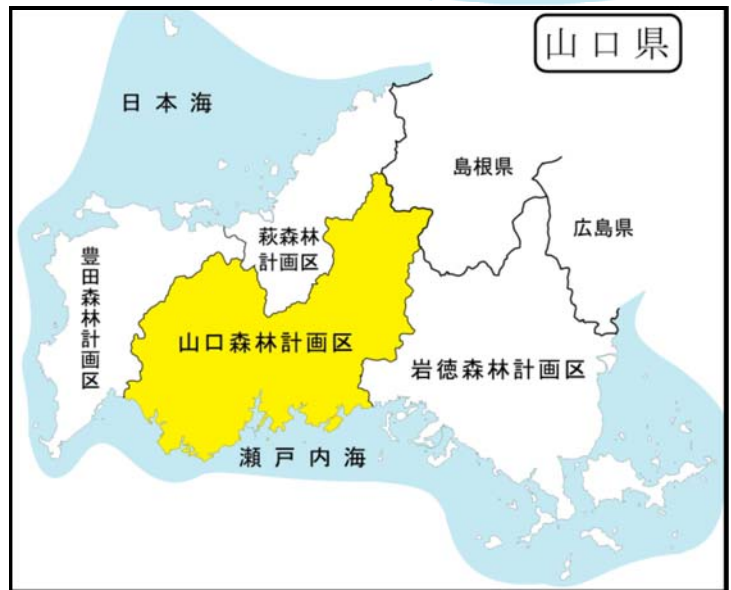 山口県
日本海
島根県
広島県
萩森林
計画区
豊田森林計画区
山口森林計画区
岩徳森林計画区
瀬戸内海